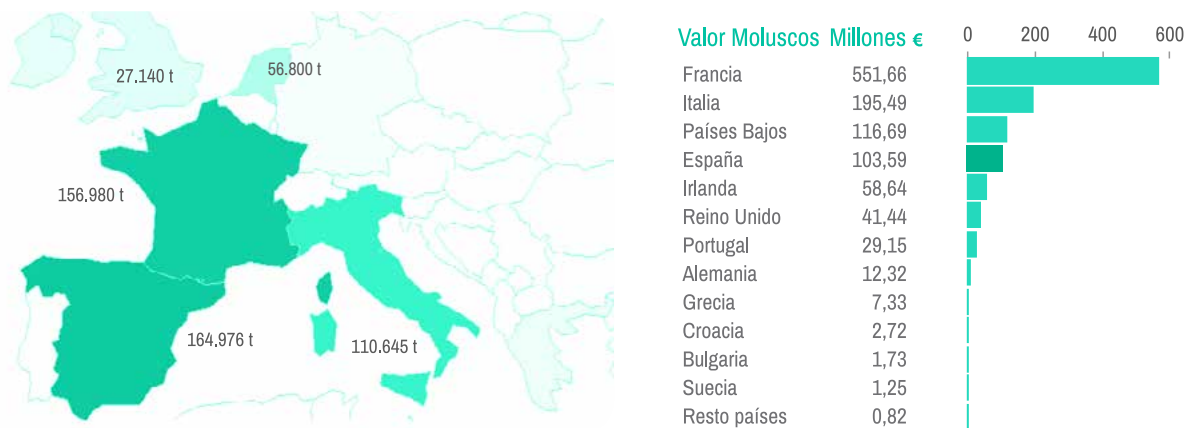 27.140 t
56.800 t
156.980 t
164.976 t
110.645 t
Valor Moluscos Millones €
0 200 400 600
Francia 551,66
Italia 195,49
Países Bajos 116,69
España 103,59
Irlanda 58,64
Reino Unido 41,44
Portugal 29,15
Alemania 12,32
Grecia 7,33
Croacia 2,72
Bulgaria 1,73
Suecia 1,25
Resto países 0,82